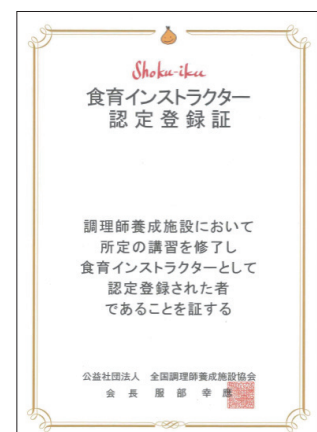 Shoku-iku
食育インストラクター
認定登録証
調理師養成施設において
所定の講習を修了し
食育インストラクターとして
認定登録された者
であることを証する
公益社団法人 全国調理師養成施設協会
会長 服部幸應